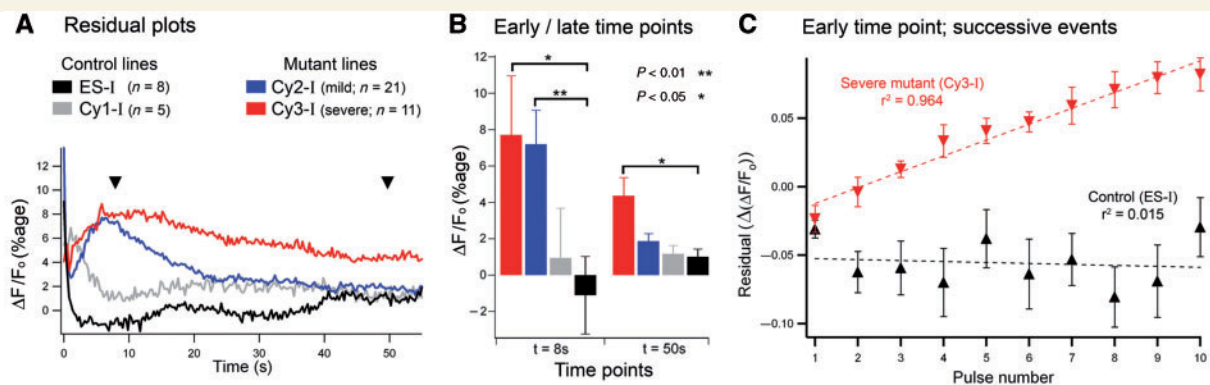 A Residual plots
Control lines
ES-I (n = 8)
Cy1-I (n = 5)
Mutant lines
Cy2-I (mild; n = 21)
Cy3-I (severe; n = 11)
ΔF/F₀ (%age)
12
10
8
6
4
2
0
0 10 20 30 40 50
Time (s)
B Early / late time points
ΔF/F₀ (%age)
12
10
8
6
4
2
0
−2
*
**
*
P < 0.01 **
P < 0.05 *
t = 8s t = 50s
Time points
C Early time point; successive events
Residual (Δ(ΔF/F₀))
0.05
0.00
−0.05
−0.10
Severe mutant (Cy3-I)
r² = 0.964
Control (ES-I)
r² = 0.015
1 2 3 4 5 6 7 8 9 10
Pulse number